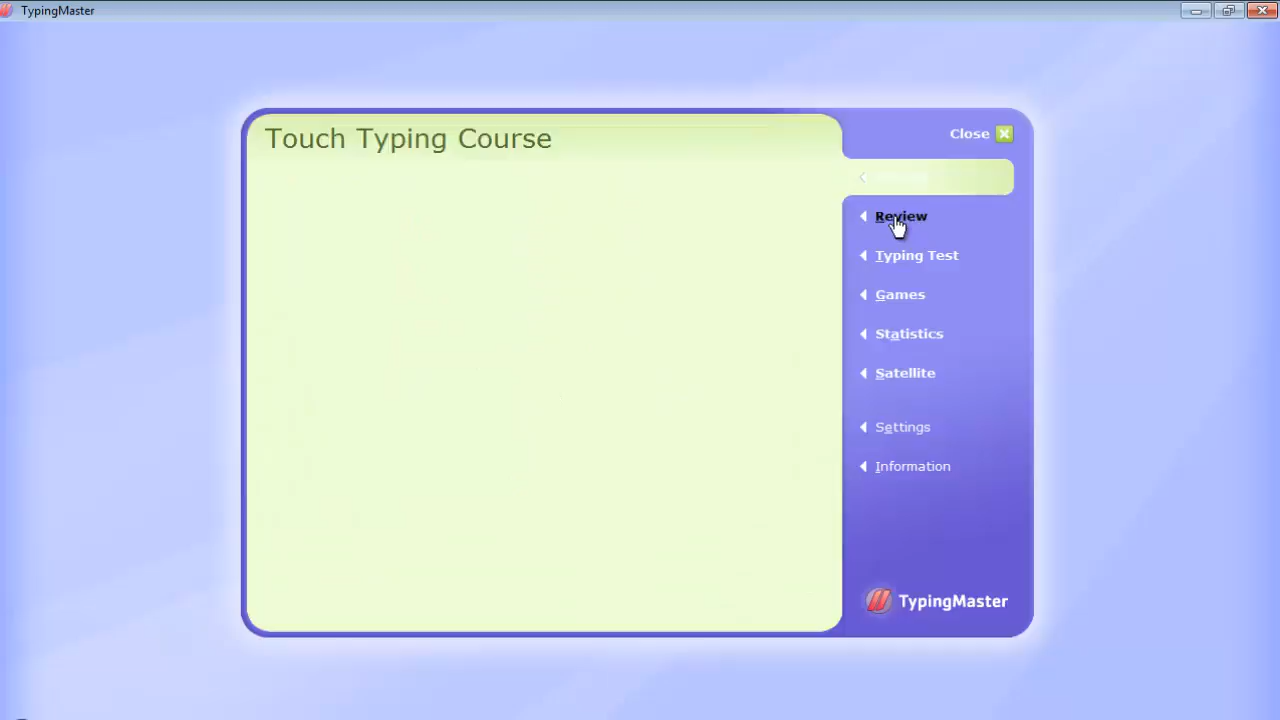 TypingMaster
Touch Typing Course
Close
Review
Typing Test
Games
Statistics
Satellite
Settings
Information
TypingMaster